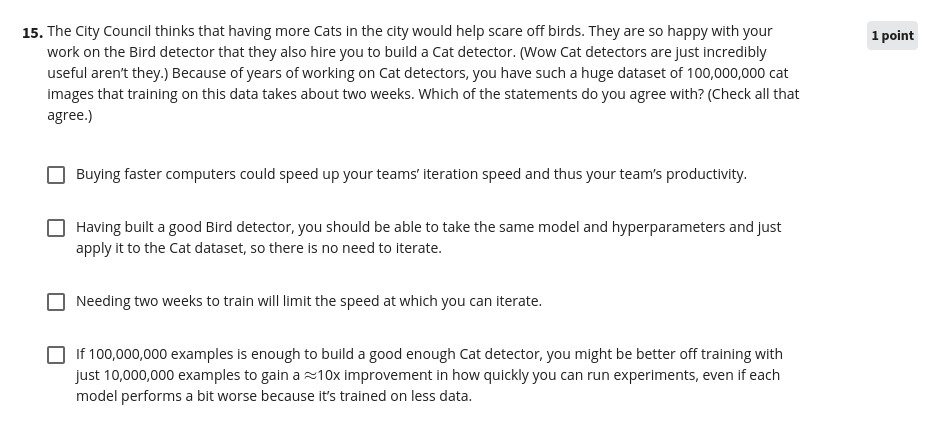 15. The City Council thinks that having more Cats in the city would help scare off birds. They are so happy with your
1 point
work on the Bird detector that they also hire you to build a Cat detector. (Wow Cat detectors are just incredibly
useful aren't they.) Because of years of working on Cat detectors, you have such a huge dataset of 100,000,000 cat
images that training on this data takes about two weeks. Which of the statements do you agree with? (Check all that
agree.)
Buying faster computers could speed up your teams' iteration speed and thus your team's productivity.
Having built a good Bird detector, you should be able to take the same model and hyperparameters and just
apply it to the Cat dataset, so there is no need to iterate.
Needing two weeks to train will limit the speed at which you can iterate.
If 100,000,000 examples is enough to build a good enough Cat detector, you might be better off training with
just 10,000,000 examples to gain a ≈10x improvement in how quickly you can run experiments, even if each
model performs a bit worse because it's trained on less data.